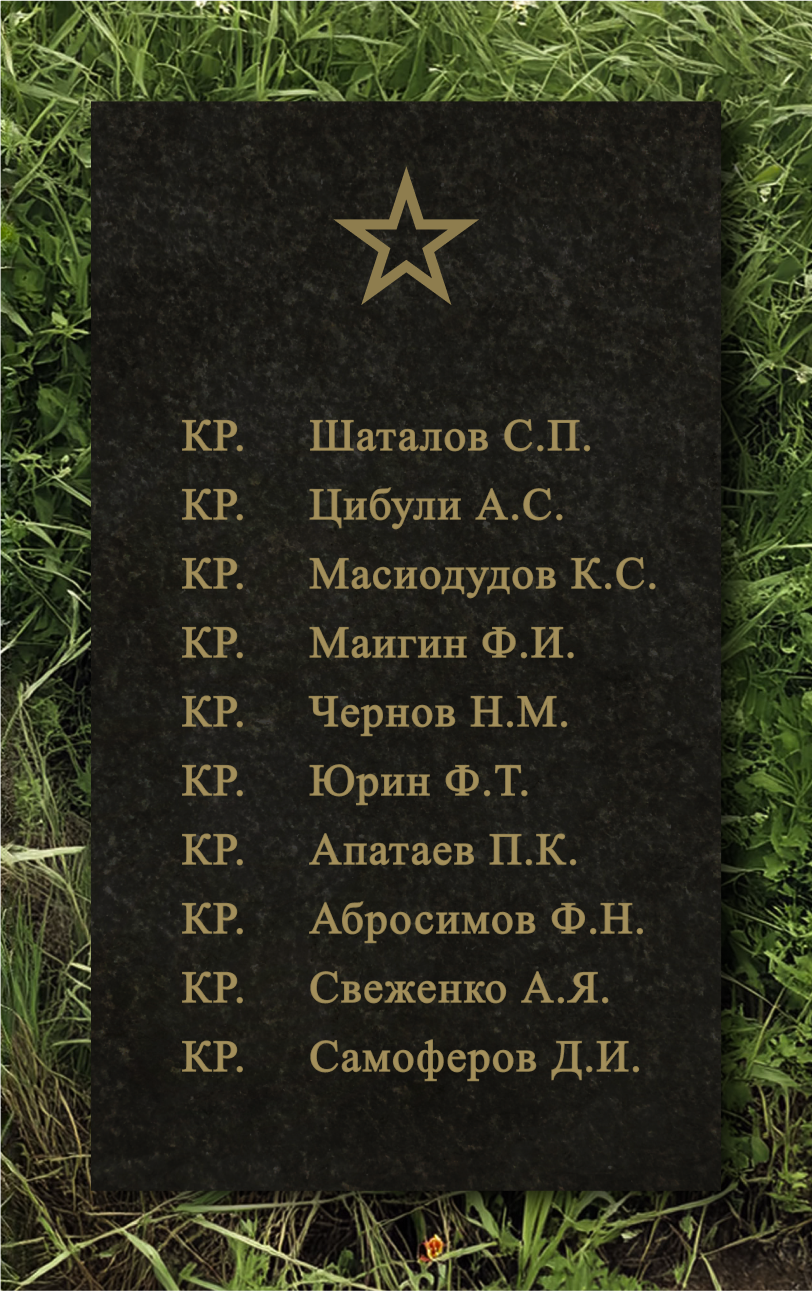 КР. Шаталов С.П.
КР. Цибули А.С.
КР. Масиодудов К.С.
КР. Маигин Ф.И.
КР. Чернов Н.М.
КР. Юрин Ф.Т.
КР. Апатаев П.К.
КР. Абросимов Ф.Н.
КР. Свеженко А.Я.
КР. Самоферов Д.И.